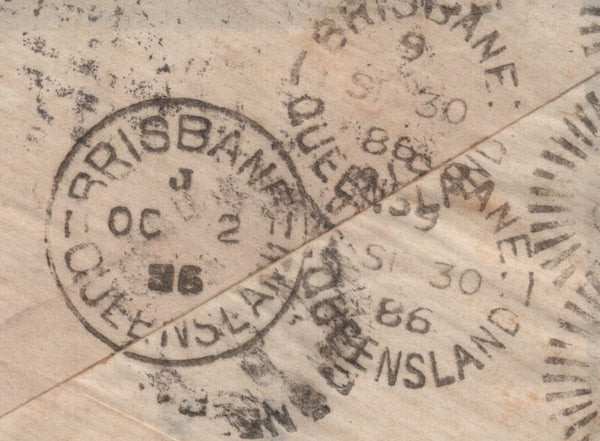 BRISBANE
J
OC 2
86
QUEENSLAND
BRISBANE.
9
SP 30
86
QUEENSLAND
BRISBANE.
SP 30
86
QUEENSLAND